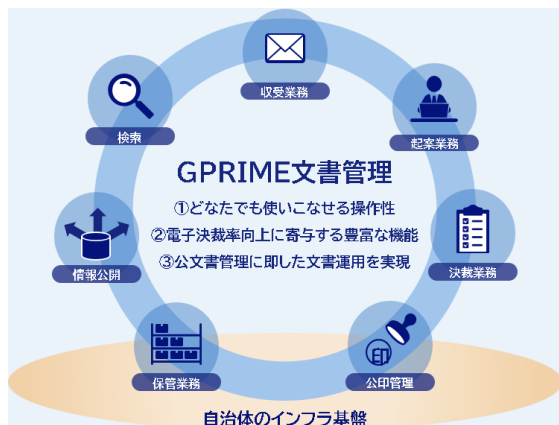 収受業務
検索
起案業務
GPRIME文書管理
①どなたでも使いこなせる操作性
②電子決裁率向上に寄与する豊富な機能
③公文書管理に即した文書運用を実現
情報公開
決裁業務
保管業務
印
公印管理
自治体のインフラ基盤